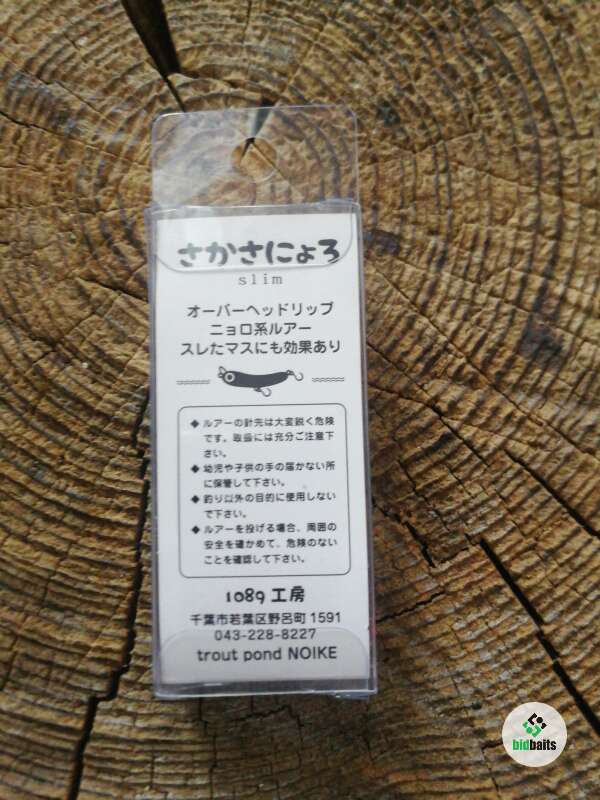 さかさにょろ
slim
オーバーヘッドリップ
ニョロ系ルアー
スレたマスにも効果あり
◆ルアーの針先は大変鋭く危険
です。取扱には充分ご注意下
さい。
◆幼児や子供の手の届かない所
に保管して下さい。
◆釣り以外の目的に使用しない
で下さい。
◆ルアーを投げる場合、周囲の
安全を確かめて、危険のない
ことを確認して下さい。
1089 工房
千葉市若葉区野呂町 1591
043-228-8227
trout pond NOIKE
bidbaits